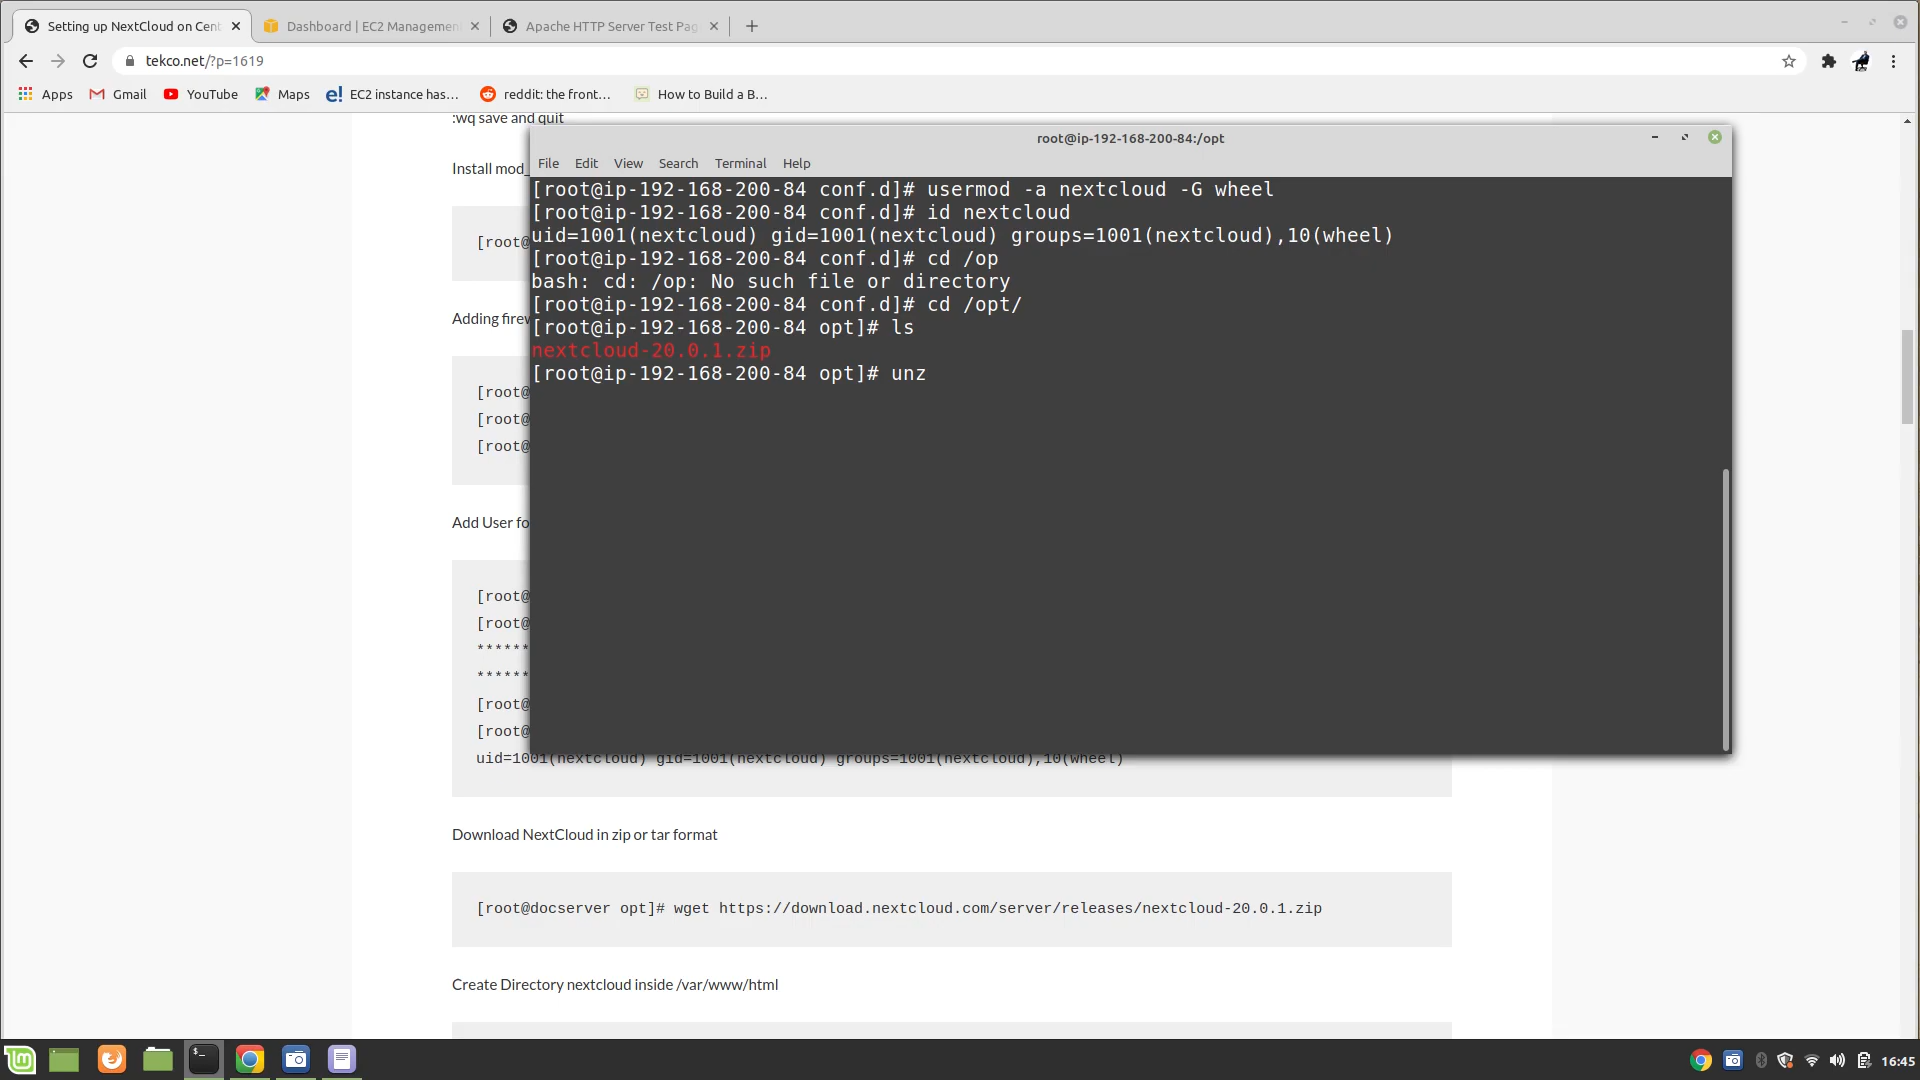 Setting up NextCloud on Cent
Dashboard | EC2 Managemen
Apache HTTP Server Test Pag
tekco.net/?p=1619
Apps
Gmail
YouTube
Maps
EC2 instance has...
reddit: the front...
How to Build a B...
:wq save and quit
root@ip-192-168-200-84:/opt
File Edit View Search Terminal Help
Install mod_
[root@ip-192-168-200-84 conf.d]# usermod -a nextcloud -G wheel
[root@ip-192-168-200-84 conf.d]# id nextcloud
uid=1001(nextcloud) gid=1001(nextcloud) groups=1001(nextcloud),10(wheel)
[root@ip-192-168-200-84 conf.d]# cd /op
bash: cd: /op: No such file or directory
[root@ip-192-168-200-84 conf.d]# cd /opt/
[root@ip-192-168-200-84 opt]# ls
nextcloud-20.0.1.zip
[root@ip-192-168-200-84 opt]# unz
[root@
Adding firew
[root@
[root@
[root@
Add User fo
[root@
[root@
******
******
[root@
[root@
uid=1001(nextcloud) gid=1001(nextcloud) groups=1001(nextcloud),10(wheel)
Download NextCloud in zip or tar format
[root@docserver opt]# wget https://download.nextcloud.com/server/releases/nextcloud-20.0.1.zip
Create Directory nextcloud inside /var/www/html
16:45